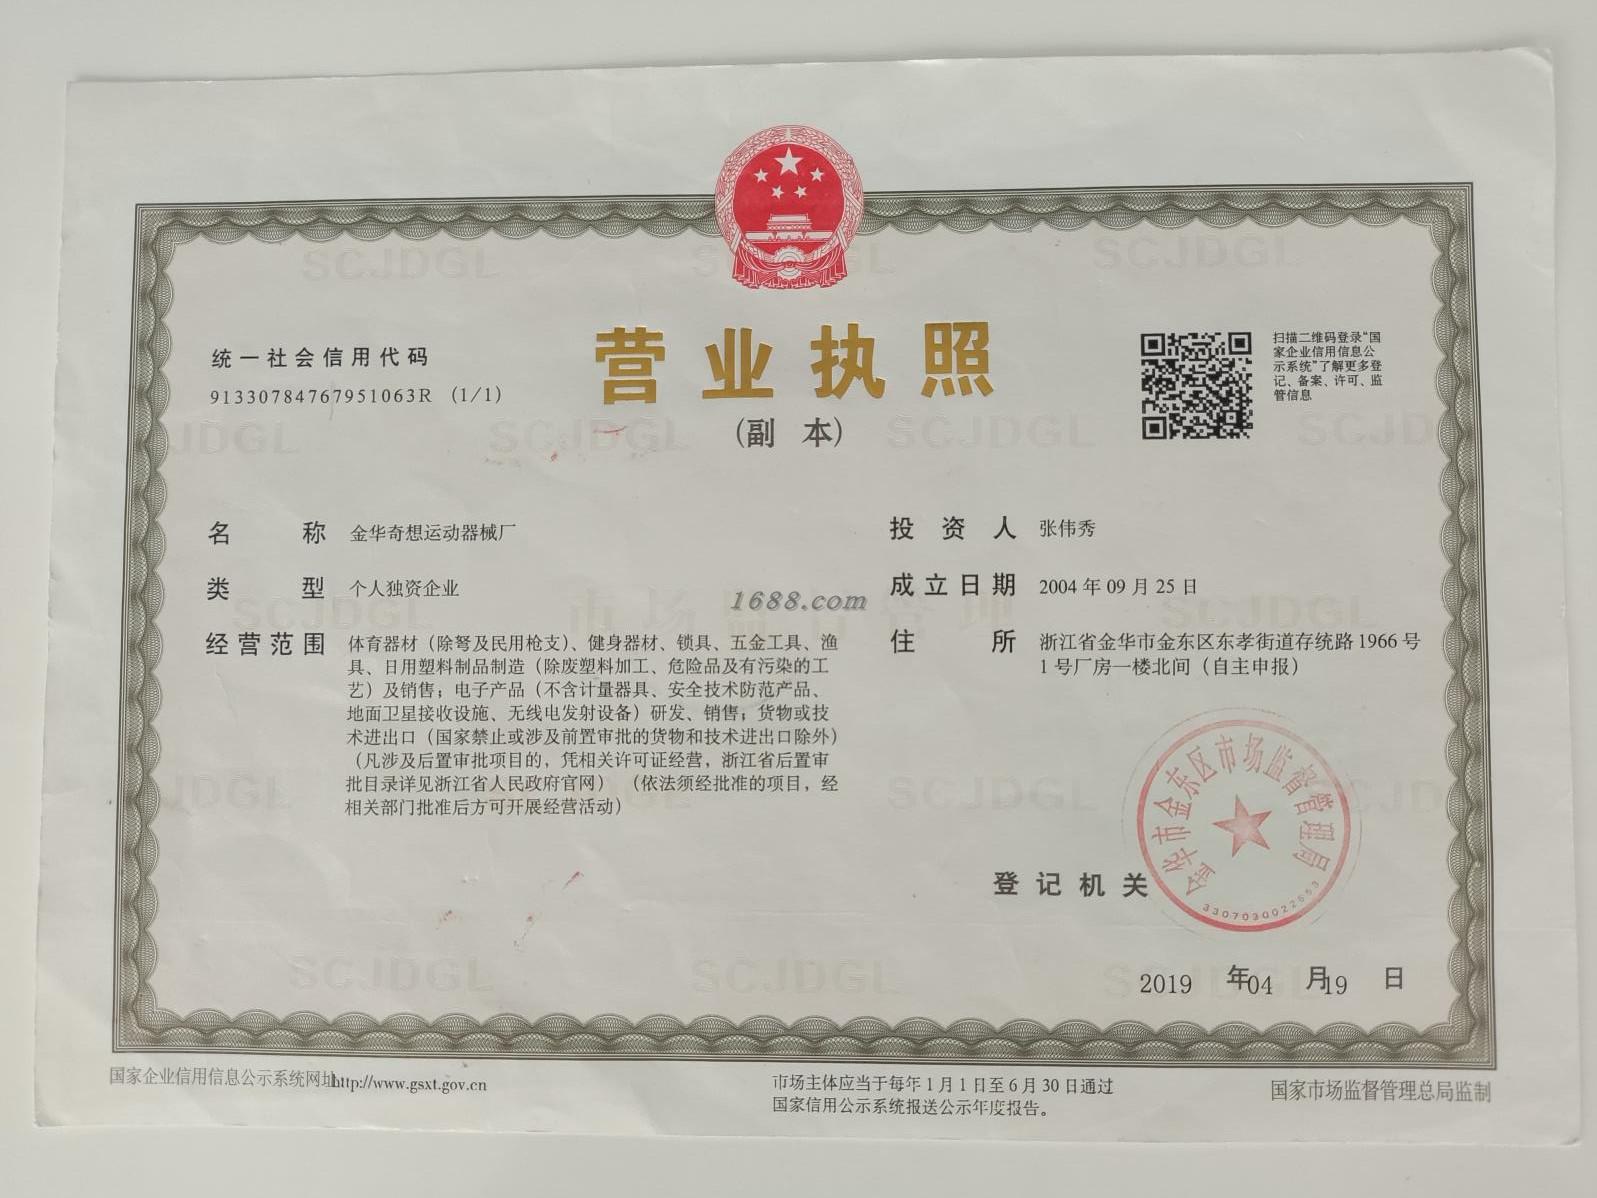 营业执照
(副 本)
统一社会信用代码
91330784767951063R (1/1)
扫描二维码登录“国
家企业信用信息公
示系统”了解更多登
记、备案、许可、监
管信息
名 称 金华奇想运动器械厂
类 型 个人独资企业
经营范围 体育器材（除弩及民用枪支）、健身器材、锁具、五金工具、渔
具、日用塑料制品制造（除废塑料加工、危险品及有污染的工
艺）及销售；电子产品（不含计量器具、安全技术防范产品、
地面卫星接收设施、无线电发射设备）研发、销售；货物或技
术进出口（国家禁止或涉及前置审批的货物和技术进出口除外）
（凡涉及后置审批项目的，凭相关许可证经营，浙江省后置审
批目录详见浙江省人民政府官网）（依法须经批准的项目，经
相关部门批准后方可开展经营活动）
投资人 张伟秀
成立日期 2004 年 09 月 25 日
住 所 浙江省金华市金东区东孝街道存统路 1966 号
1 号厂房一楼北间（自主申报）
1688.com
登记机关
金华市金东区市场监督管理局
3307030022653
2019 年 04 月 19 日
国家企业信用信息公示系统网址http://www.gsxt.gov.cn
市场主体应当于每年 1 月 1 日至 6 月 30 日通过
国家信用公示系统报送公示年度报告。
国家市场监督管理总局监制
SCJDGL